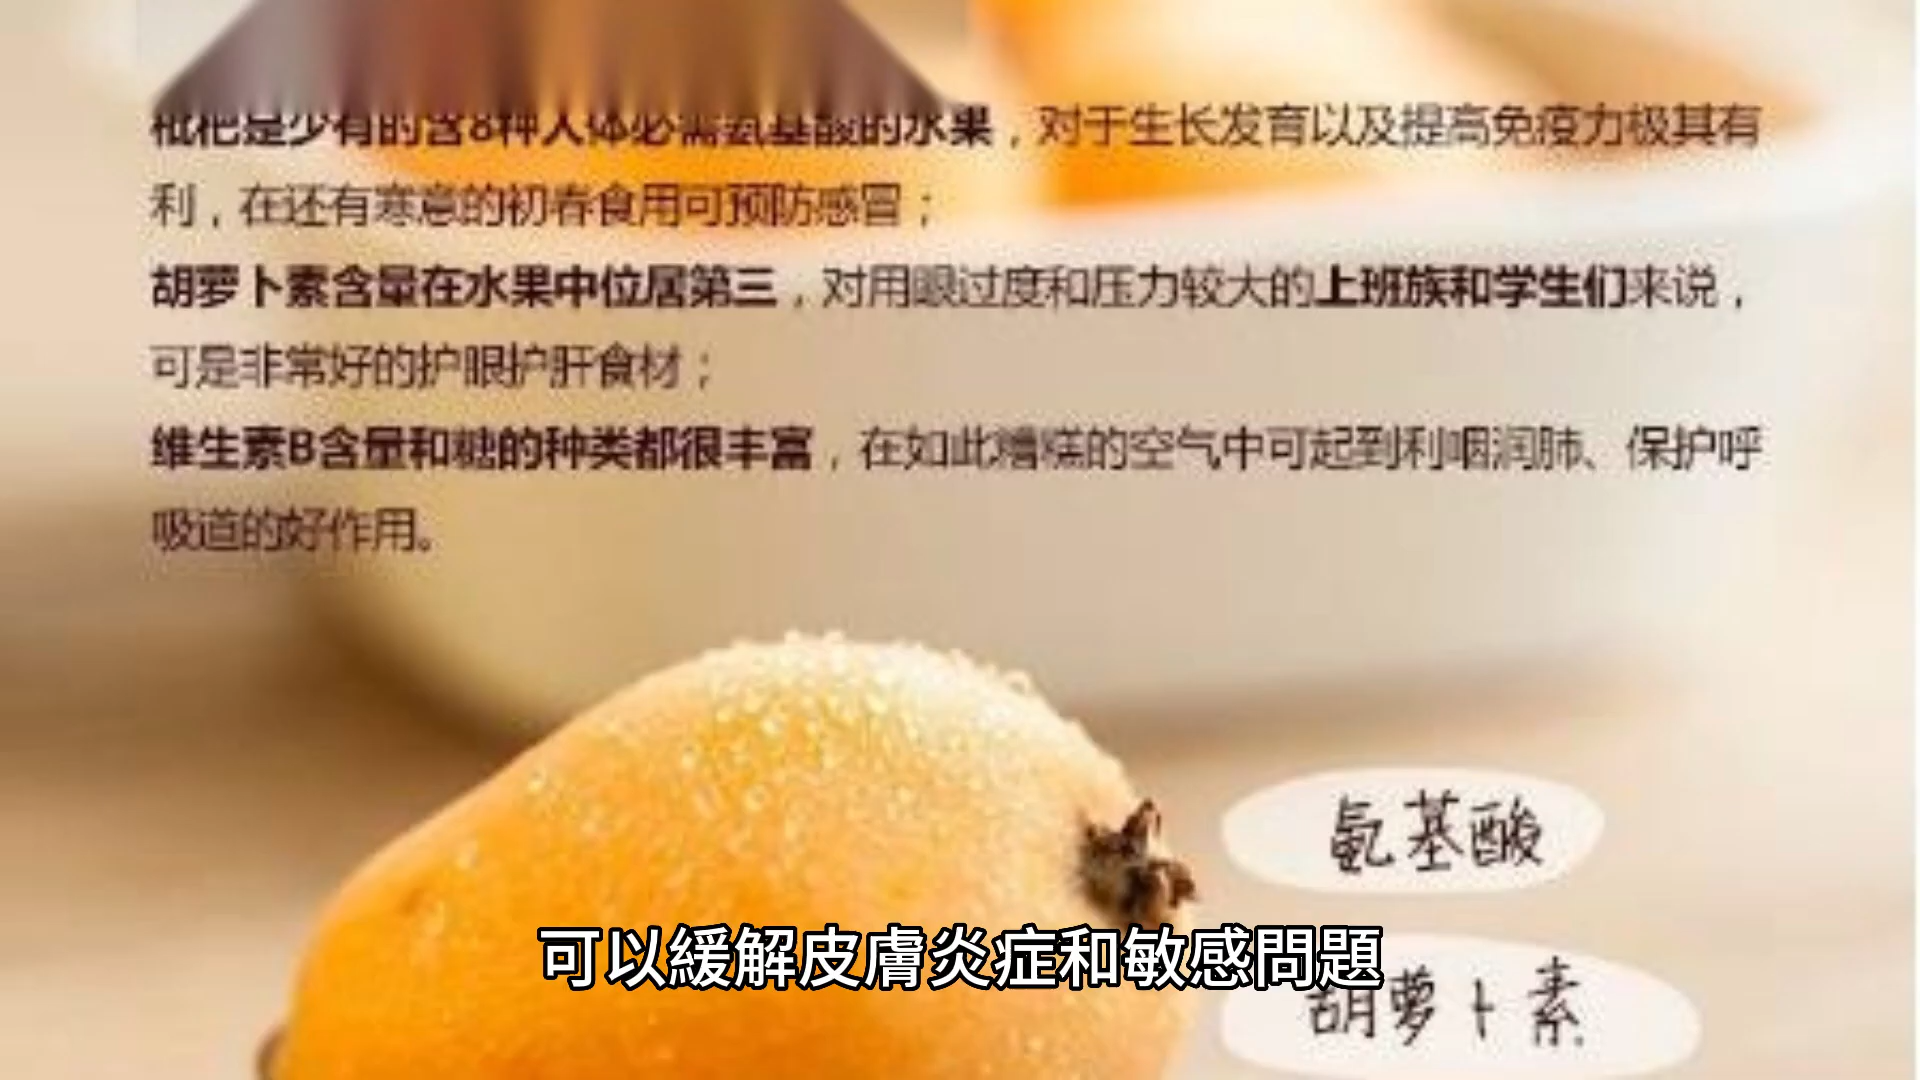 枇杷是少有的含8种人体必需氨基酸的水果，对于生长发育以及提高免疫力极其有
利，在还有寒意的初春食用可预防感冒；
胡萝卜素含量在水果中位居第三，对用眼过度和压力较大的上班族和学生们来说，
可是非常好的护眼护肝食材；
维生素B含量和糖的种类都很丰富，在如此糟糕的空气中可起到利咽润肺、保护呼
吸道的好作用。
氨基酸
可以緩解皮膚炎症和敏感問題
胡萝卜素